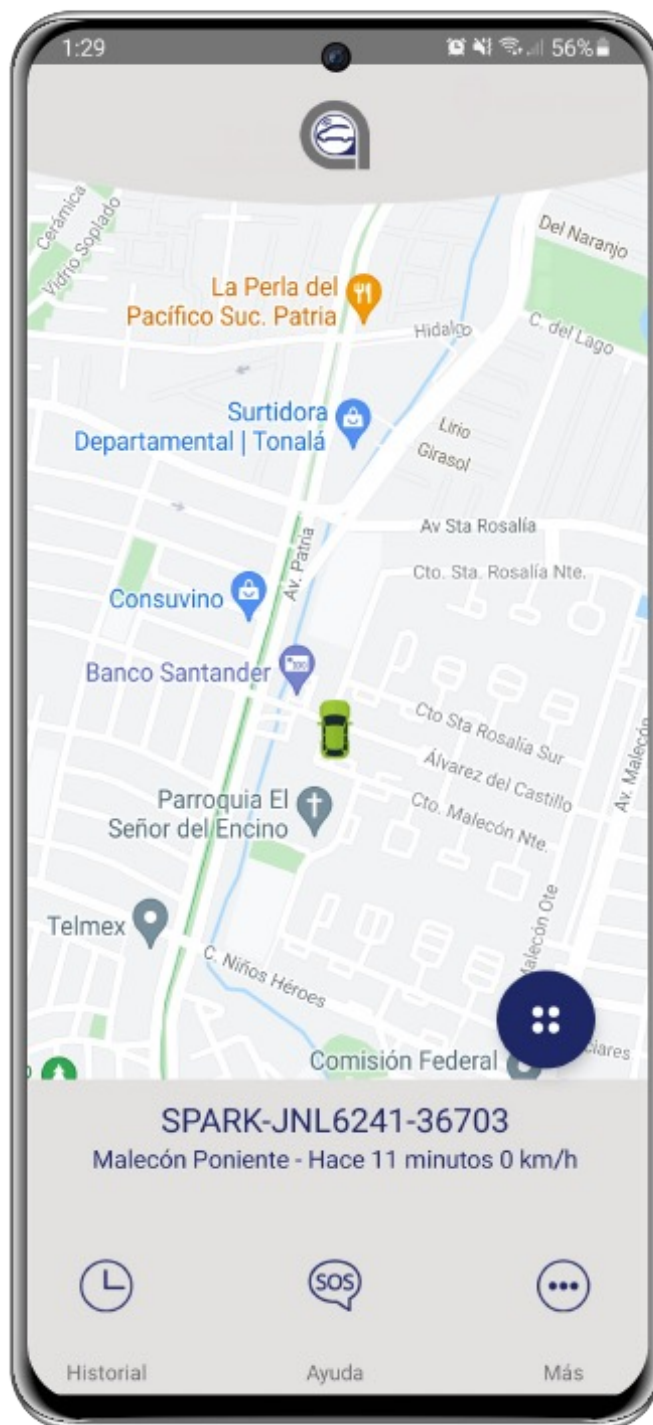 1:29
56%
Cerámica
Vidrio Soplado
Del Naranjo
La Perla del
Pacífico Suc. Patria
Hidalgo
C. del Lago
Surtidora
Departamental | Tonalá
Lirio
Girasol
Av Sta Rosalía
Av. Patria
Cto. Sta. Rosalía Nte.
Consuvino
Banco Santander
Cto Sta Rosalia Sur
Av. Malecón
Álvarez del Castillo
Parroquia El
Señor del Encino
Cto. Malecón Nte.
Telmex
Malecón Ote
C. Niños Héroes
Comisión Federal
SPARK-JNL6241-36703
Malecón Poniente - Hace 11 minutos 0 km/h
SOS
Historial
Ayuda
Más